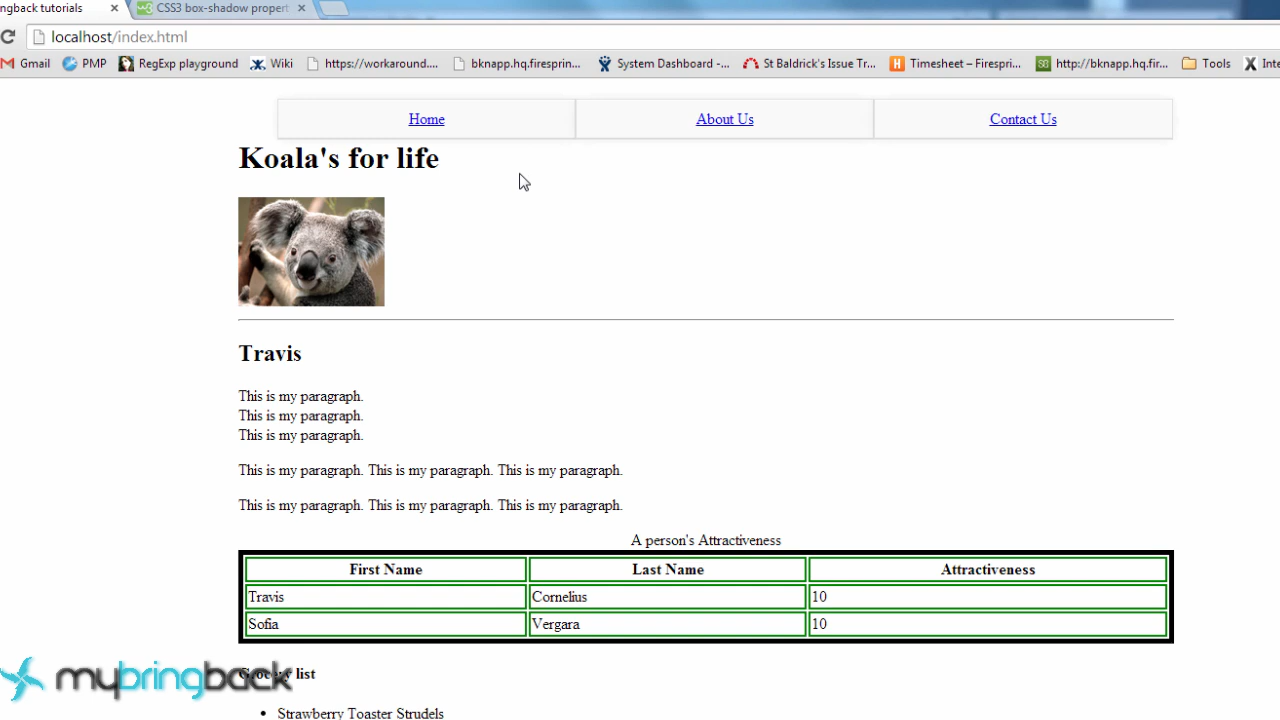 ngback tutorials CSS3 box-shadow propert
localhost/index.html
Gmail PMP RegExp playground Wiki https://workaround.... bknapp.hq.firesprin... System Dashboard -... St Baldrick's Issue Tr... Timesheet – Firespri... http://bknapp.hq.fir... Tools Inte
Home About Us Contact Us
Koala's for life
Travis
This is my paragraph.
This is my paragraph.
This is my paragraph.
This is my paragraph. This is my paragraph. This is my paragraph.
This is my paragraph. This is my paragraph. This is my paragraph.
A person's Attractiveness
First Name Last Name Attractiveness
Travis Cornelius 10
Sofia Vergara 10
mybringback
Grocery list
Strawberry Toaster Strudels